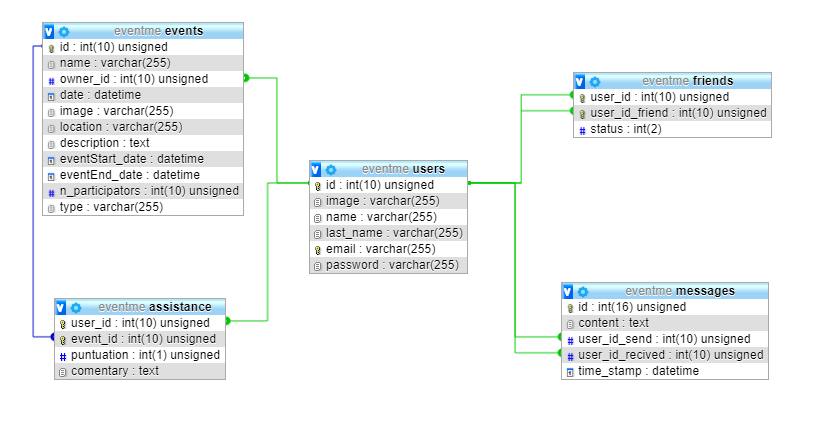 eventme events
id : int(10) unsigned
name : varchar(255)
owner_id : int(10) unsigned
date : datetime
image : varchar(255)
location : varchar(255)
description : text
eventStart_date : datetime
eventEnd_date : datetime
n_participators : int(10) unsigned
type : varchar(255)
eventme friends
user_id : int(10) unsigned
user_id_friend : int(10) unsigned
status : int(2)
eventme users
id : int(10) unsigned
image : varchar(255)
name : varchar(255)
last_name : varchar(255)
email : varchar(255)
password : varchar(255)
eventme assistance
user_id : int(10) unsigned
event_id : int(10) unsigned
puntuation : int(1) unsigned
comentary : text
eventme messages
id : int(16) unsigned
content : text
user_id_send : int(10) unsigned
user_id_recived : int(10) unsigned
time_stamp : datetime